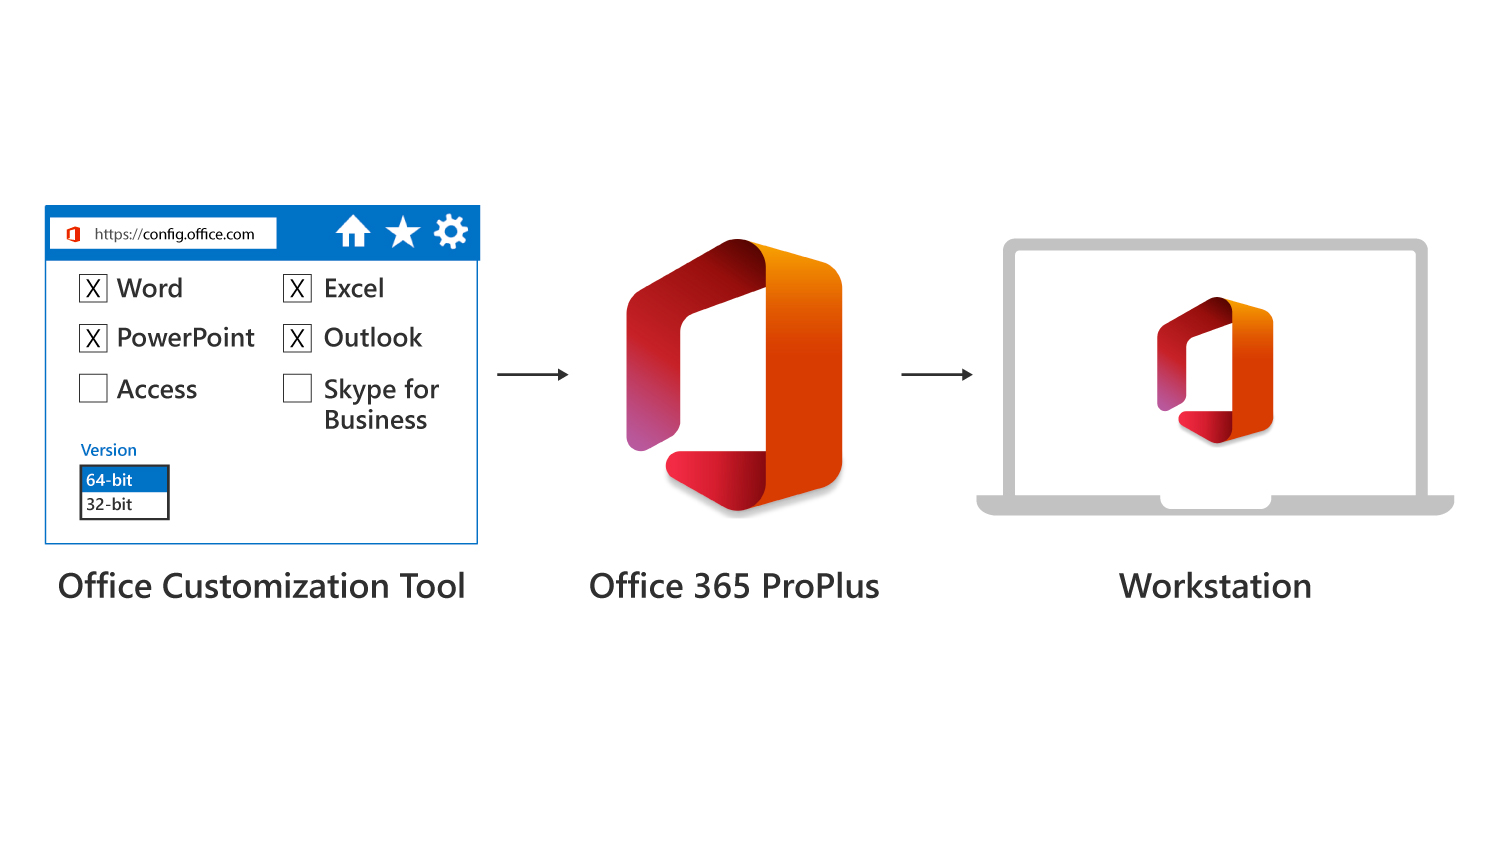 https://config.office.com
X Word
X Excel
X PowerPoint
X Outlook
Access
Skype for
Business
Version
64-bit
32-bit
Office Customization Tool
Office 365 ProPlus
Workstation